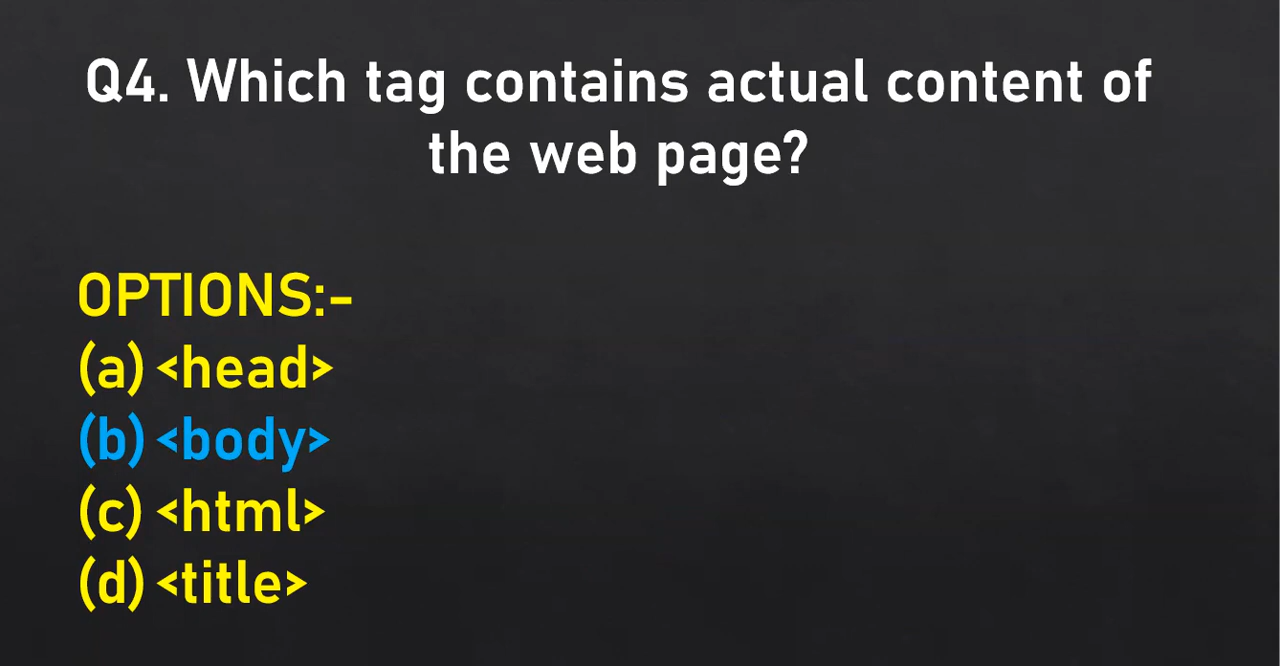 Q4. Which tag contains actual content of
the web page?
OPTIONS:-
(a) <head>
(b) <body>
(c) <html>
(d) <title>